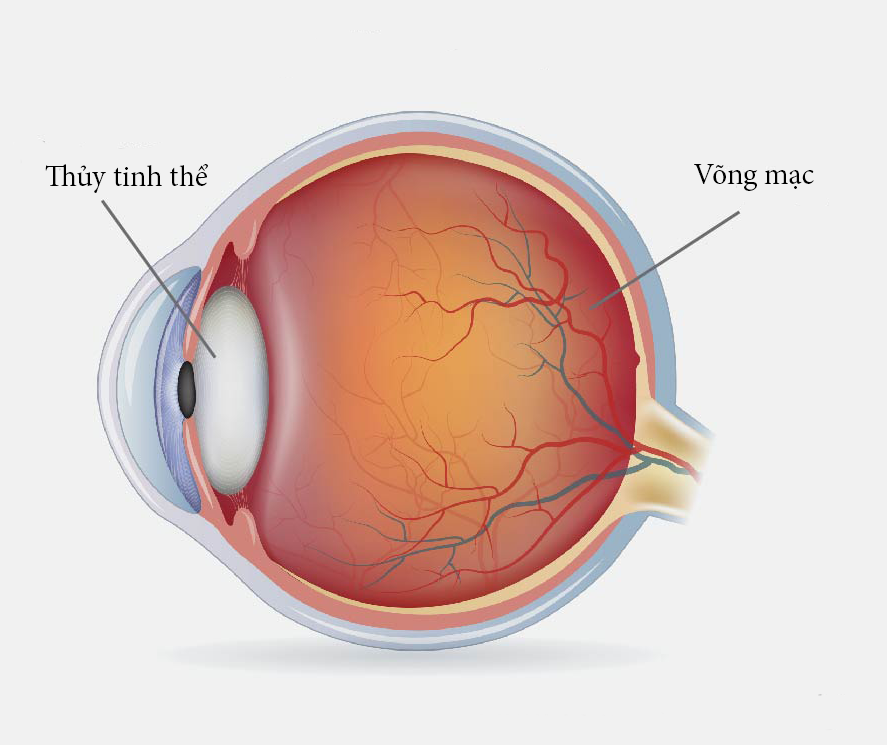 Thủy tinh thể
Võng mạc